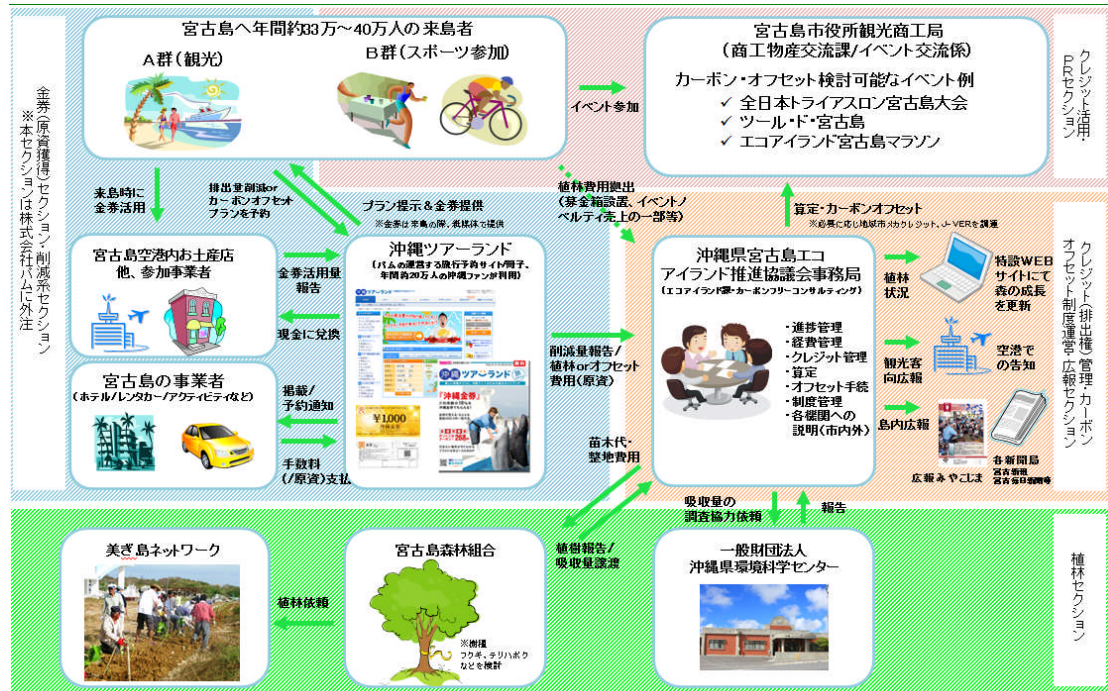 宮古島へ年間約33万～40万人の来島者
A群(観光)
B群(スポーツ参加)
イベント参加
宮古島市役所観光商工局
(商工物産交流課/イベント交流係)
カーボン・オフセット検討可能なイベント例
✓ 全日本トライアスロン宮古島大会
✓ ツール・ド・宮古島
✓ エコアイランド宮古島マラソン
クレジット活用・
PRセクション
金券(原資獲得)セクション・削減系セクション
※本セクションは株式会社パムに外注
来島時に
金券活用
排出量削減or
カーボンオフセット
プランを予約
プラン提示&金券提供
※金券は来島の際、紙媒体で提供
植林費用拠出
(募金箱設置、イベントノ
ベルティ売上の一部等)
算定・カーボンオフセット
※必要に応じ地域市メカクレジット、J-VERを調達
宮古島空港内お土産店
他、参加事業者
金券活用量
報告
現金に兌換
沖縄ツアーランド
(パムの運営する旅行予約サイト/冊子、
年間約20万人の沖縄ファンが利用)
沖縄ツアーランド
「沖縄金券」
¥1,000
削減量報告/
植林orオフセット
費用(原資)
沖縄県宮古島エコ
アイランド推進協議会事務局
(エコアイランド課・カーボンフリーコンサルティング)
・進捗管理
・経費管理
・クレジット管理
・算定
・オフセット手続
・制度管理
・各機関への
説明(市内外)
植林
状況
特設WEB
サイトにて
森の成長
を更新
観光客
向広報
空港で
の告知
島内広報
広報みやこじま
各新聞局
宮古新報
クレジット(排出権)管理・カーボン
オフセット制度運営・広報セクション
宮古島の事業者
(ホテル/レンタカー/アクティビティなど)
掲載/
予約通知
手数料
(/原資)支払
苗木代・
整地費用
植樹報告/
吸収量譲渡
吸収量の
調査協力依頼
報告
美ぎ島ネットワーク
植林依頼
宮古島森林組合
※樹種
フクギ、テリハボク
などを検討
一般財団法人
沖縄県環境科学センター
植林セクション